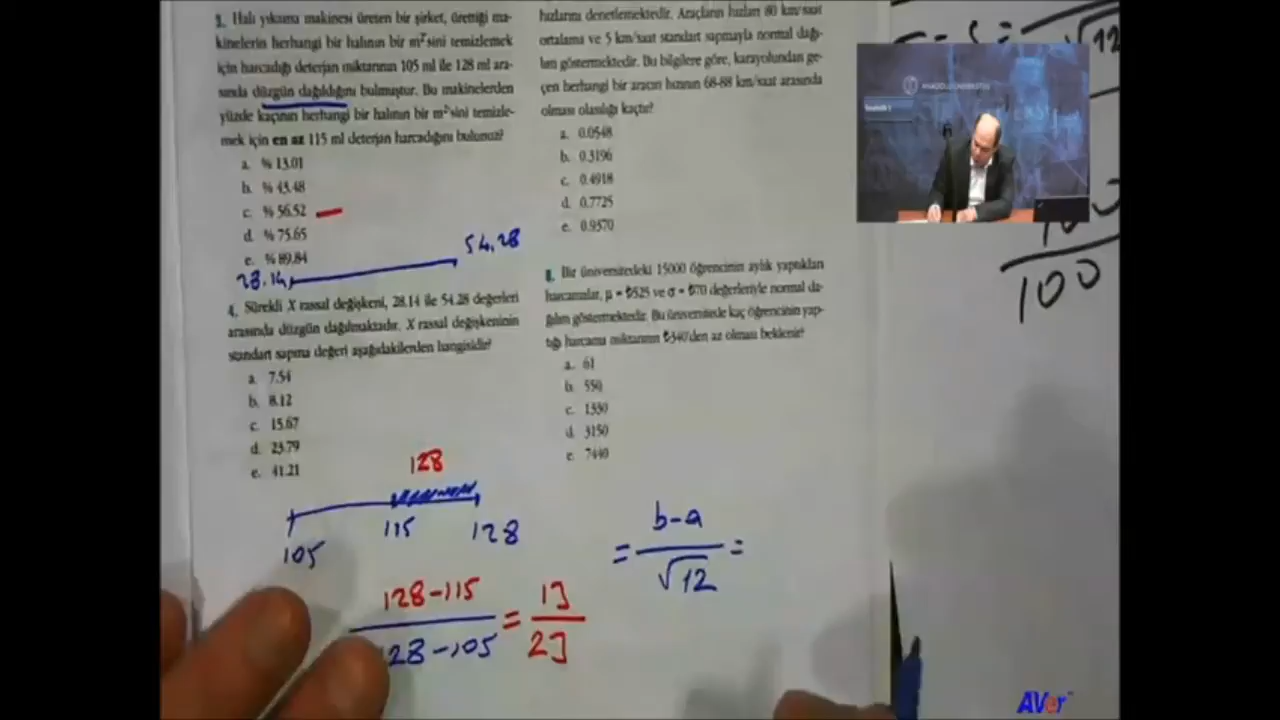 3. Halı yıkama makinesi üreten bir şirket, ürettiği ma-
kinelerin herhangi bir halının bir m²sini temizlemek
için harcadığı deterjan miktarının 105 ml ile 128 ml ara-
sında düzgün dağıldığını bulmuştur. Bu makinelerden
yüzde kaçının herhangi bir halının bir m²sini temizle-
mek için en az 115 ml deterjan harcadığını bulunuz?
a. % 13.01
b. % 43.48
c. % 56.52
d. % 75.65
e. % 89.84
28.14
54,28
4. Sürekli X rassal değişkeni, 28.14 ile 54.28 değerleri
arasında düzgün dağılmaktadır. X rassal değişkeninin
standart sapma değeri aşağıdakilerden hangisidir?
a. 7.54
b. 8.12
c. 15.67
d. 23.79
e. 41.21
128
105
115
128
128-115
128-105
=
13
23
hızlarını denetlemektedir. Araçların hızları 80 km/saat
ortalama ve 5 km/saat standart sapmayla normal dağı-
lım göstermektedir. Bu bilgilere göre, karayolundan ge-
çen herhangi bir aracın hızının 68-88 km/saat arasında
olması olasılığı kaçtır?
a. 0.0548
b. 0.3196
c. 0.4918
d. 0.7725
e. 0.9370
8. Bir üniversitedeki 15000 öğrencinin aylık yaptıkları
harcamalar, μ = ₺525 ve σ = ₺70 değerleriyle normal da-
ğılım göstermektedir. Bu üniversitede kaç öğrencinin yap-
tığı harcama miktarının ₺340'den az olması beklenir?
a. 61
b. 550
c. 1330
d. 3150
e. 7440
= b-a
√12 =
√12
100
ANADOLU ÜNİVERSİTESİ
AVer